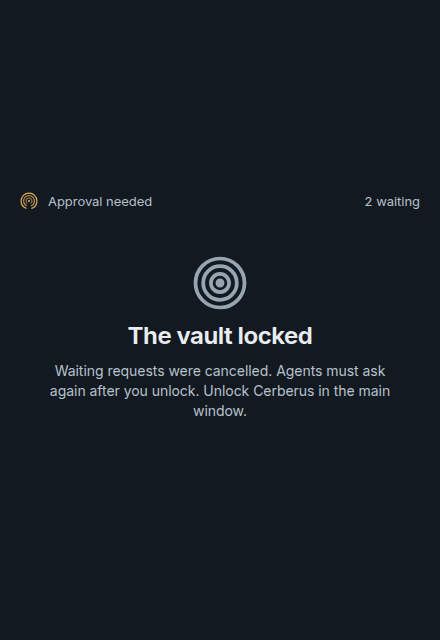 Approval needed
2 waiting
The vault locked
Waiting requests were cancelled. Agents must ask
again after you unlock. Unlock Cerberus in the main
window.